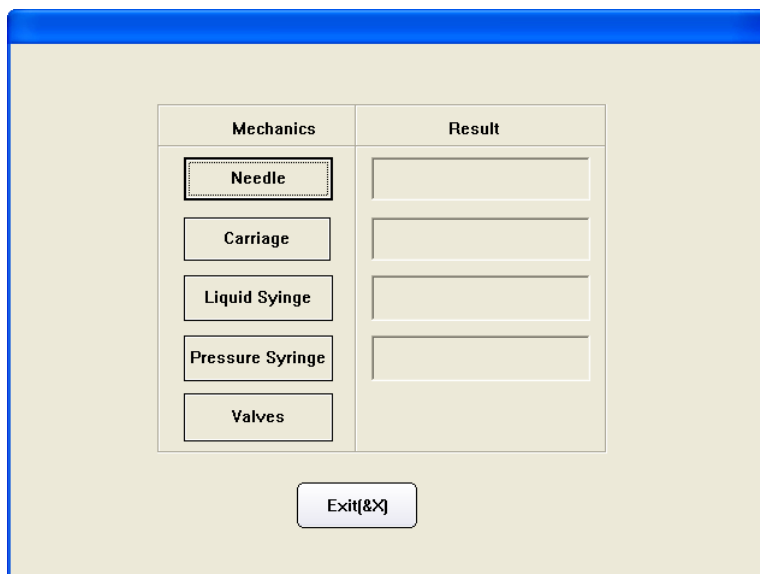 Mechanics Result
Needle
Carriage
Liquid Syinge
Pressure Syringe
Valves
Exit(&X)